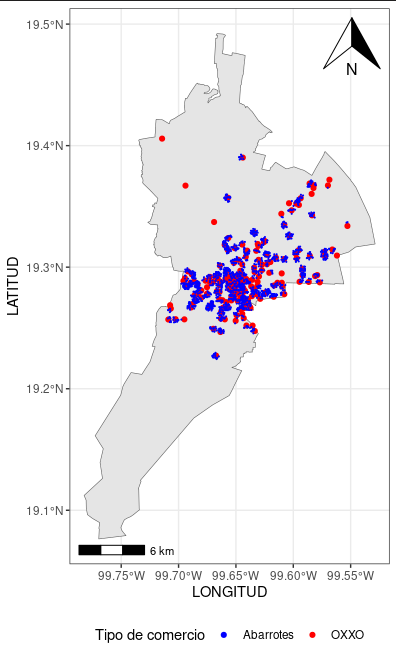 N
19.5°N
19.4°N
19.3°N
19.2°N
19.1°N
LATITUD
6 km
99.75°W 99.70°W 99.65°W 99.60°W 99.55°W
LONGITUD
Tipo de comercio Abarrotes OXXO